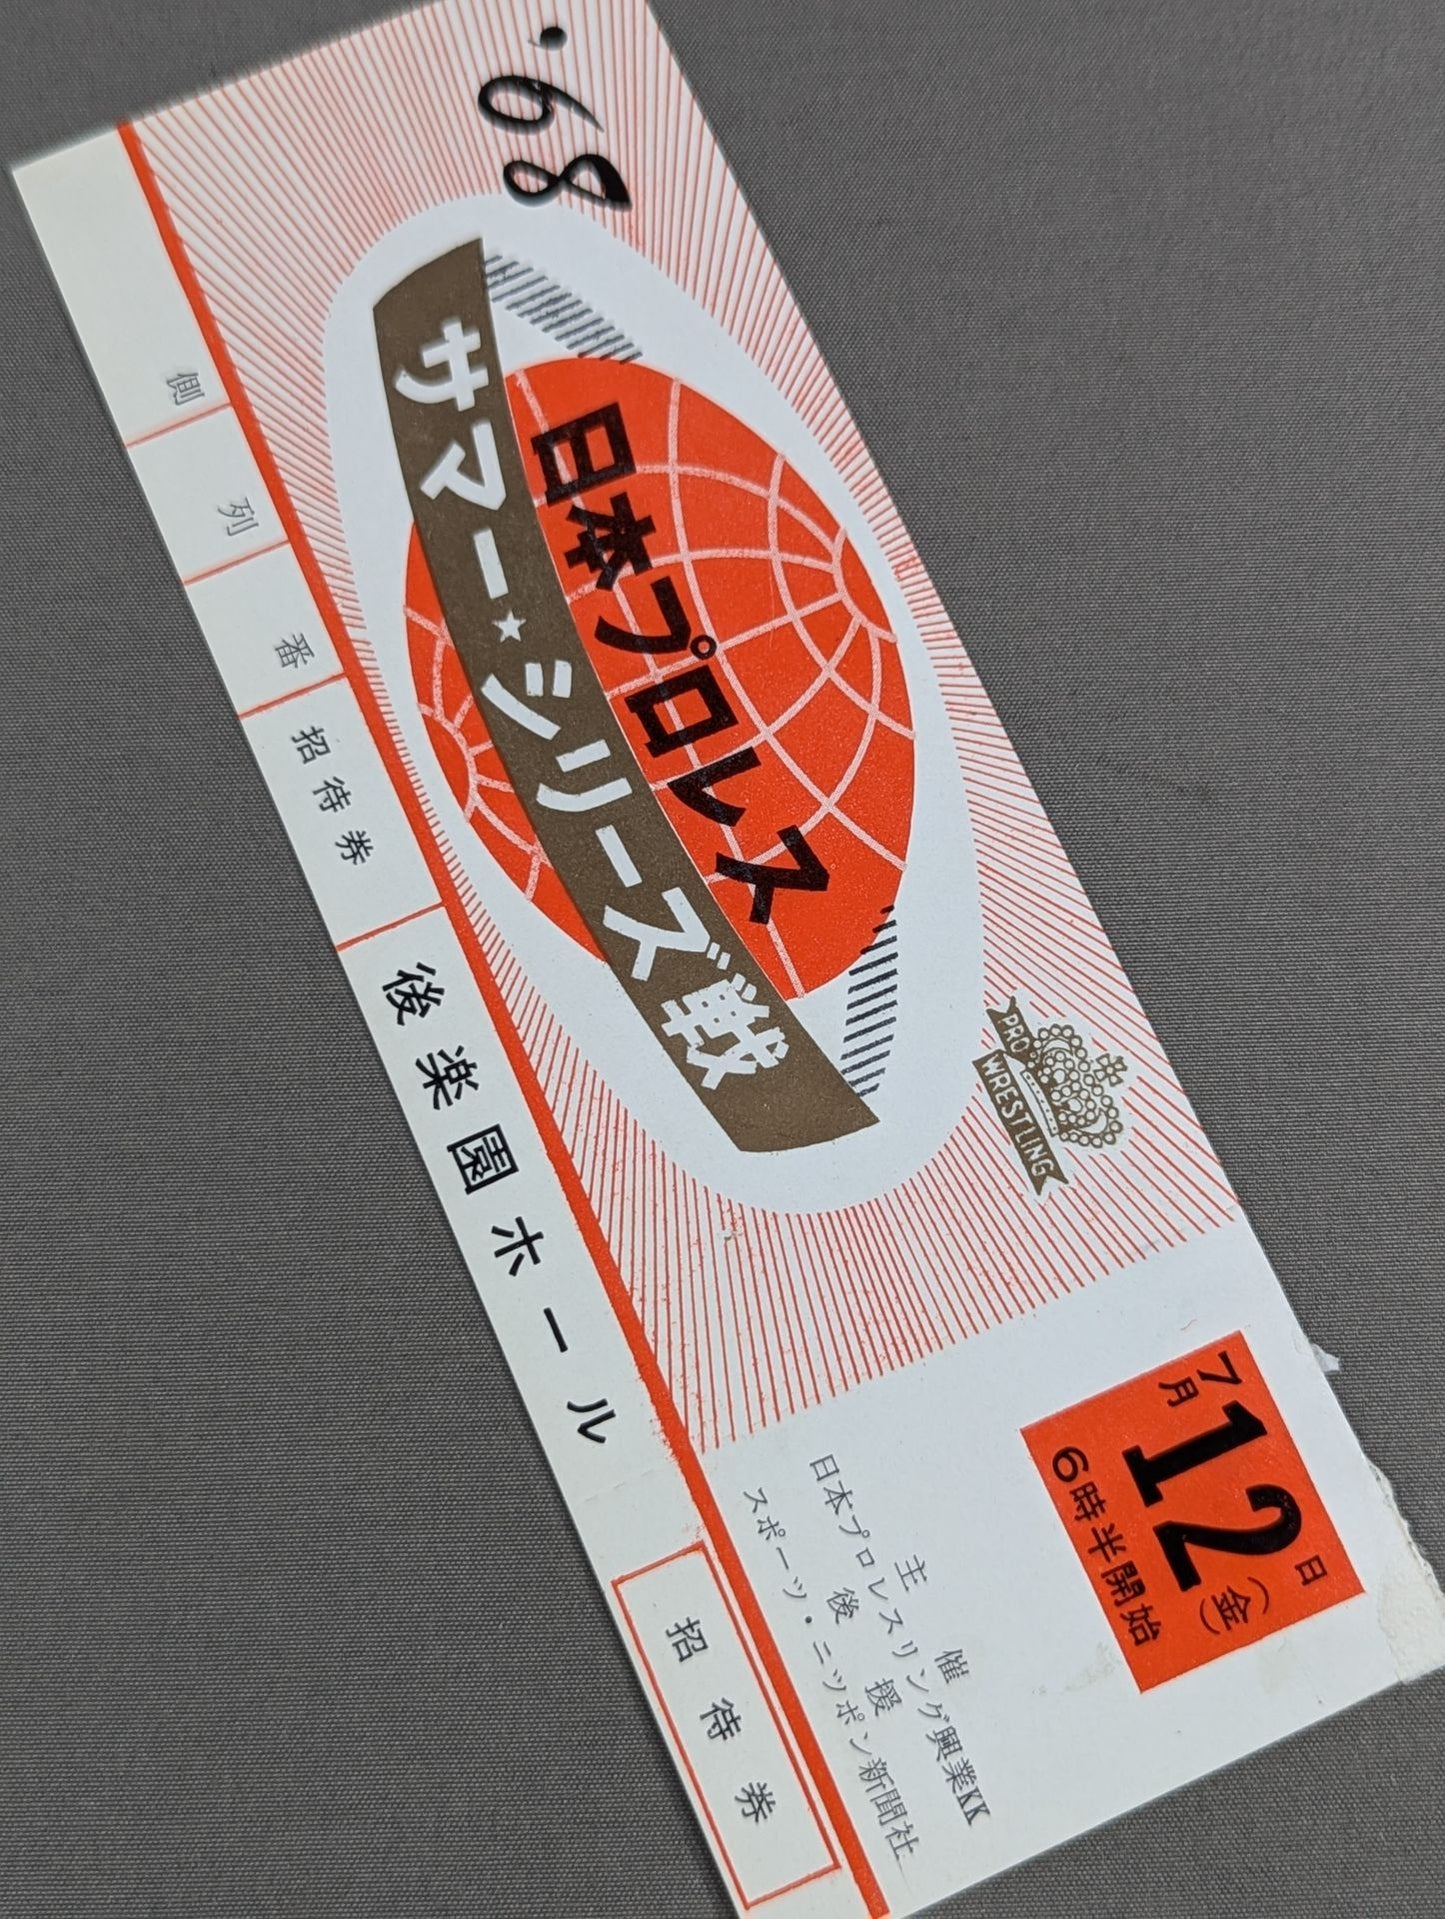 '68
日本プロレス
サマー★シリーズ戦
PRO.
WRESTLING
7月12日(金)
6時半開始
主催
日本プロレスリング興業KK
後援
スポーツ・ニッポン新聞社
側
列
番
招待券
後楽園ホール
招待券